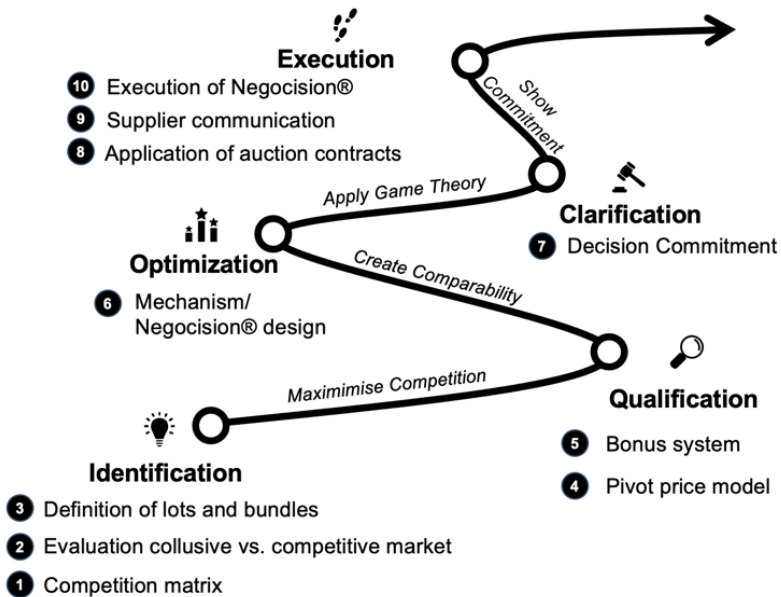 Execution
10 Execution of Negocision®
9 Supplier communication
8 Application of auction contracts
Show
Commitment
Apply Game Theory
Clarification
7 Decision Commitment
Optimization
6 Mechanism/
Negocision® design
Create Comparability
Qualification
5 Bonus system
4 Pivot price model
Maximimise Competition
Identification
3 Definition of lots and bundles
2 Evaluation collusive vs. competitive market
1 Competition matrix